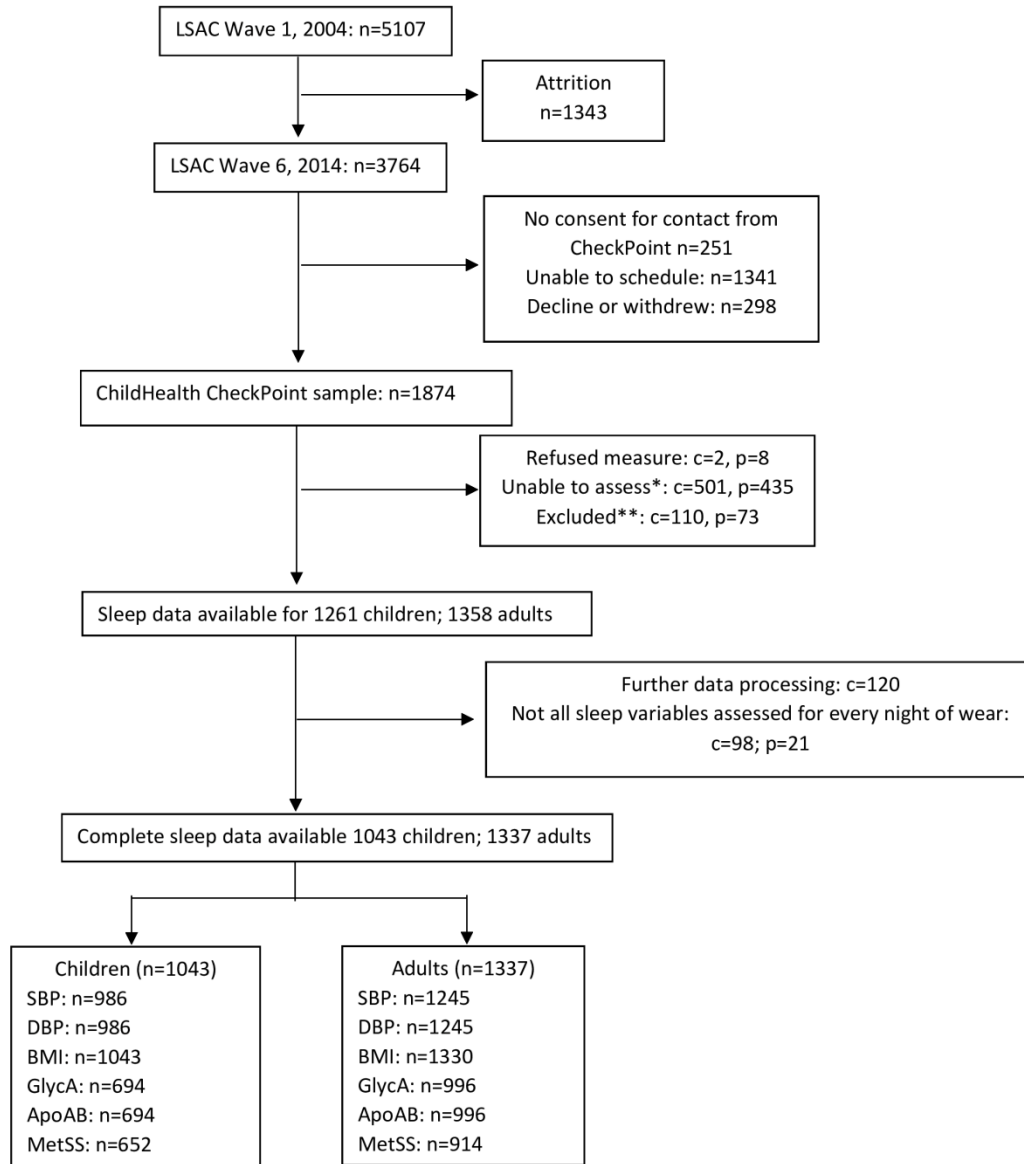 LSAC Wave 1, 2004: n=5107
Attrition
n=1343
LSAC Wave 6, 2014: n=3764
No consent for contact from
CheckPoint n=251
Unable to schedule: n=1341
Decline or withdrew: n=298
ChildHealth CheckPoint sample: n=1874
Refused measure: c=2, p=8
Unable to assess*: c=501, p=435
Excluded**: c=110, p=73
Sleep data available for 1261 children; 1358 adults
Further data processing: c=120
Not all sleep variables assessed for every night of wear:
c=98; p=21
Complete sleep data available 1043 children; 1337 adults
Children (n=1043)
SBP: n=986
DBP: n=986
BMI: n=1043
GlycA: n=694
ApoAB: n=694
MetSS: n=652
Adults (n=1337)
SBP: n=1245
DBP: n=1245
BMI: n=1330
GlycA: n=996
ApoAB: n=996
MetSS: n=914